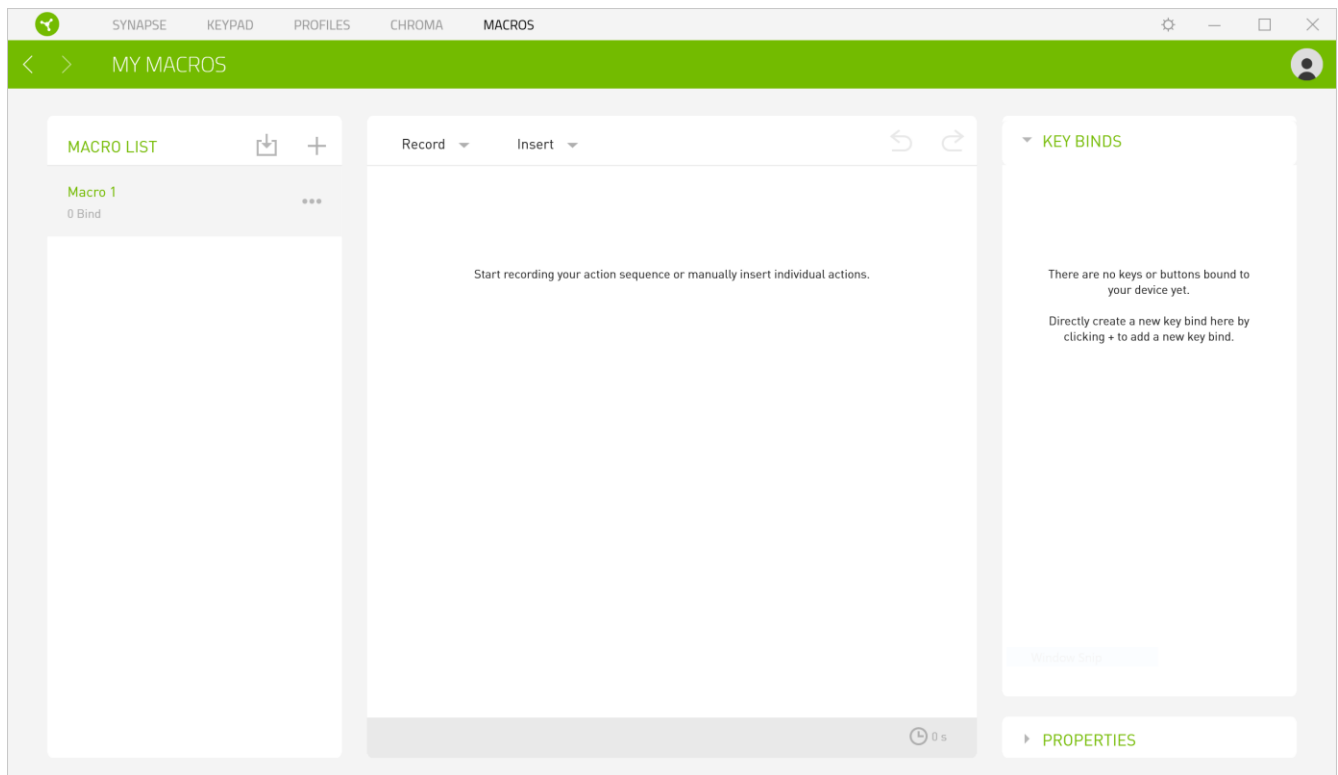 SYNAPSE KEYPAD PROFILES CHROMA MACROS
MY MACROS
MACRO LIST
Macro 1
0 Bind
Record Insert
Start recording your action sequence or manually insert individual actions.
0 s
KEY BINDS
There are no keys or buttons bound to
your device yet.
Directly create a new key bind here by
clicking + to add a new key bind.
Window Snip
PROPERTIES